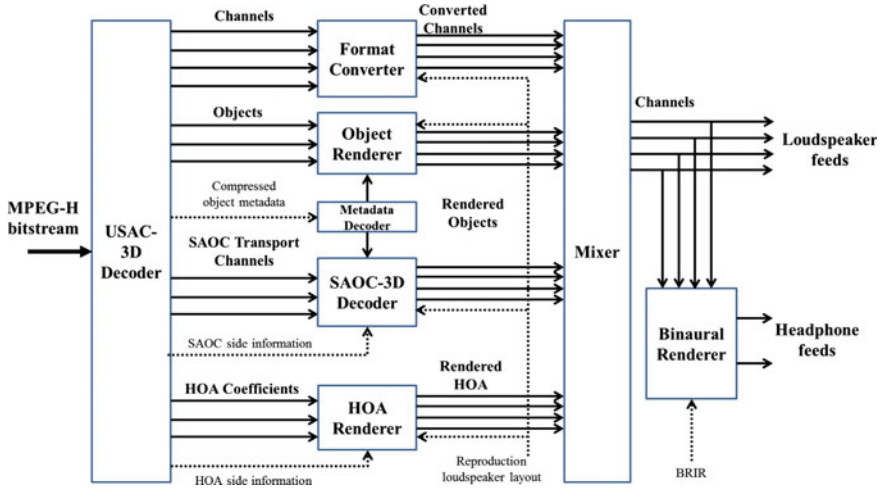 Channels
Format
Converter
Converted
Channels
Objects
Object
Renderer
Compressed
object metadata
Metadata
Decoder
Rendered
Objects
MPEG-H
bitstream
USAC-
3D
Decoder
SAOC Transport
Channels
SAOC-3D
Decoder
SAOC side information
HOA Coefficients
HOA
Renderer
Rendered
HOA
HOA side information
Reproduction
loudspeaker layout
Mixer
Channels
Loudspeaker
feeds
Binaural
Renderer
Headphone
feeds
BRIR